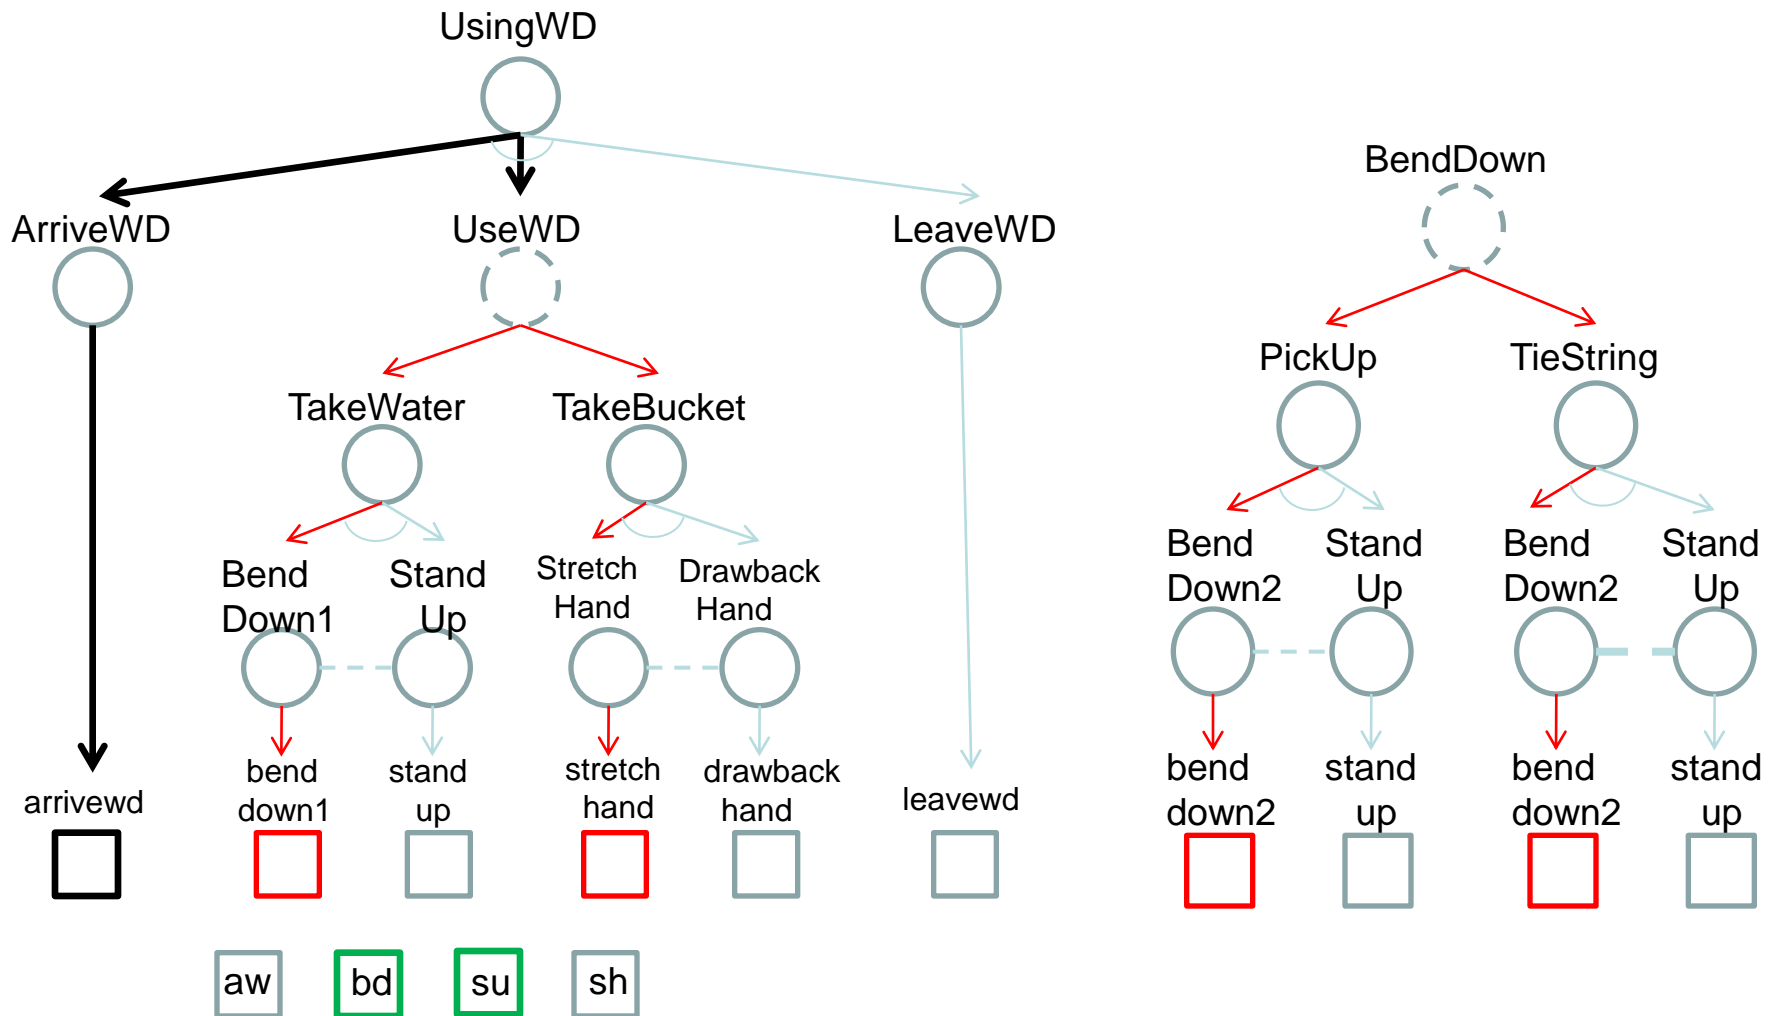 UsingWD
BendDown
ArriveWD
UseWD
LeaveWD
PickUp
TieString
TakeWater
TakeBucket
Bend
Down1
Stand
Up
Stretch
Hand
Drawback
Hand
Bend
Down2
Stand
Up
Bend
Down2
Stand
Up
arrivewd
bend
down1
stand
up
stretch
hand
drawback
hand
leavewd
bend
down2
stand
up
bend
down2
stand
up
aw
bd
su
sh